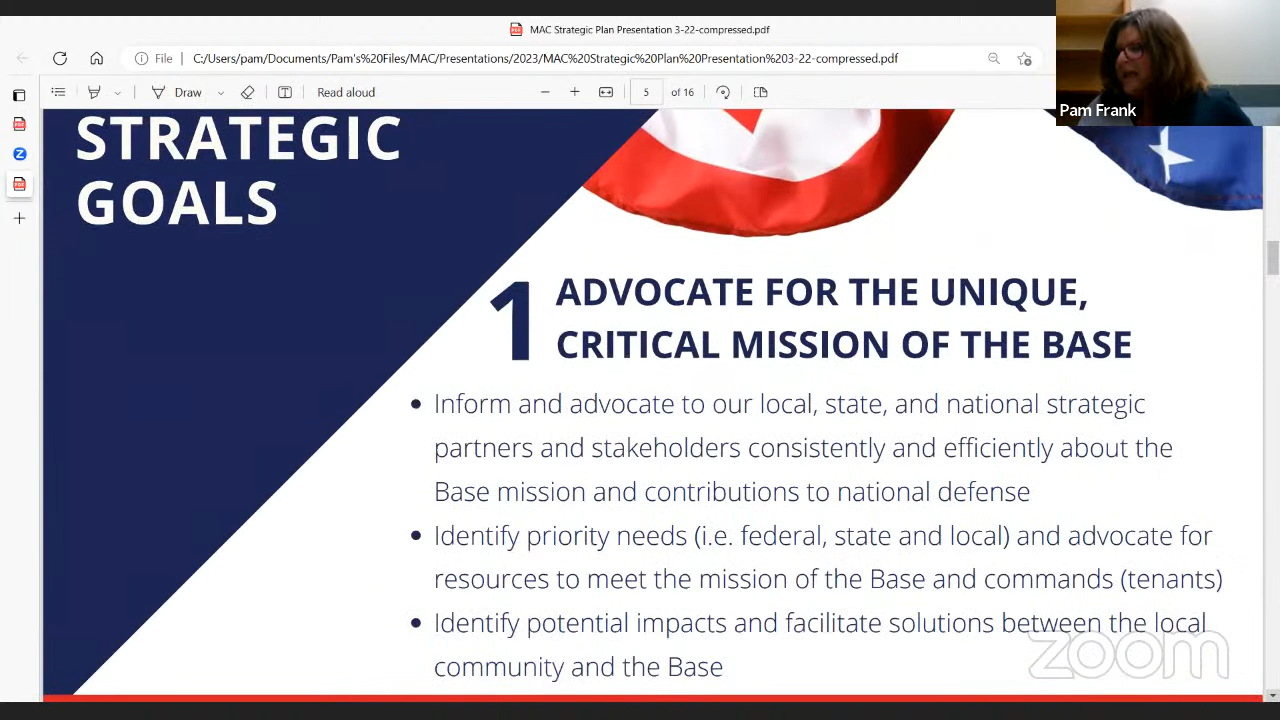 MAC Strategic Plan Presentation 3-22-compressed.pdf
File
C:/Users/pam/Documents/Pam's%20Files/MAC/Presentations/2023/MAC%20Strategic%20Plan%20Presentation%203-22-compressed.pdf
Draw
Read aloud
5 of 16
Pam Frank
STRATEGIC
GOALS
1
ADVOCATE FOR THE UNIQUE,
CRITICAL MISSION OF THE BASE
• Inform and advocate to our local, state, and national strategic
partners and stakeholders consistently and efficiently about the
Base mission and contributions to national defense
• Identify priority needs (i.e. federal, state and local) and advocate for
resources to meet the mission of the Base and commands (tenants)
• Identify potential impacts and facilitate solutions between the local
community and the Base
zoom